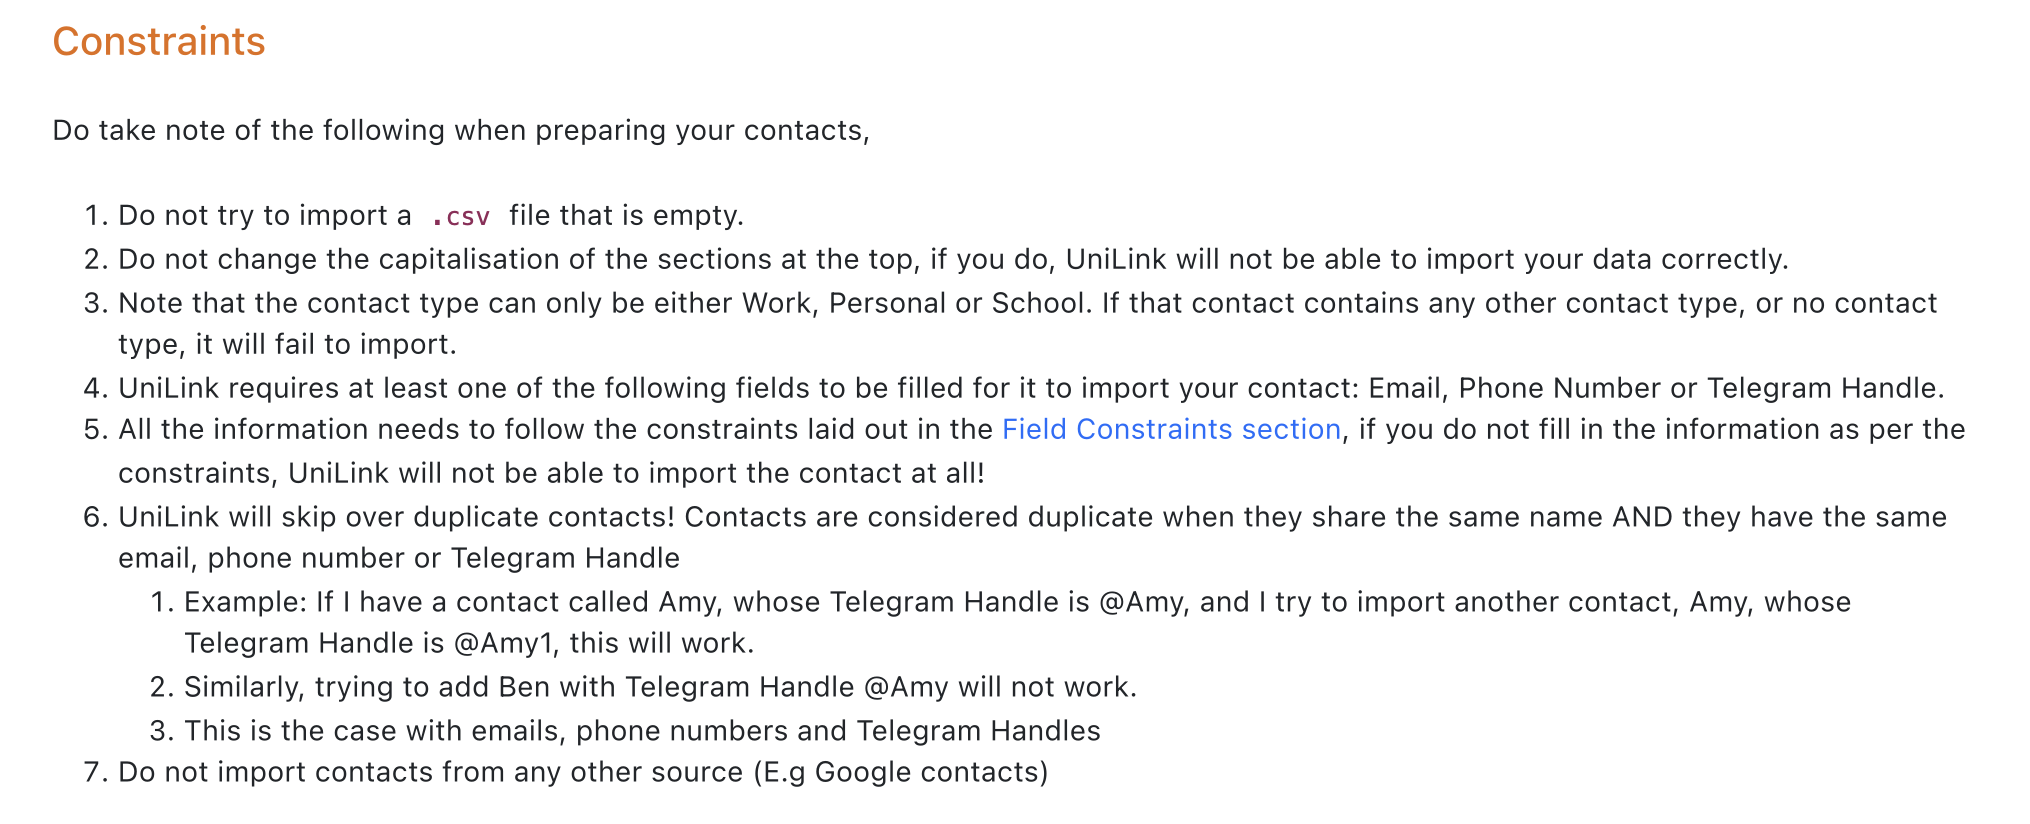 Constraints
Do take note of the following when preparing your contacts,
1. Do not try to import a .csv file that is empty.
2. Do not change the capitalisation of the sections at the top, if you do, UniLink will not be able to import your data correctly.
3. Note that the contact type can only be either Work, Personal or School. If that contact contains any other contact type, or no contact
type, it will fail to import.
4. UniLink requires at least one of the following fields to be filled for it to import your contact: Email, Phone Number or Telegram Handle.
5. All the information needs to follow the constraints laid out in the Field Constraints section, if you do not fill in the information as per the
constraints, UniLink will not be able to import the contact at all!
6. UniLink will skip over duplicate contacts! Contacts are considered duplicate when they share the same name AND they have the same
email, phone number or Telegram Handle
1. Example: If I have a contact called Amy, whose Telegram Handle is @Amy, and I try to import another contact, Amy, whose
Telegram Handle is @Amy1, this will work.
2. Similarly, trying to add Ben with Telegram Handle @Amy will not work.
3. This is the case with emails, phone numbers and Telegram Handles
7. Do not import contacts from any other source (E.g Google contacts)